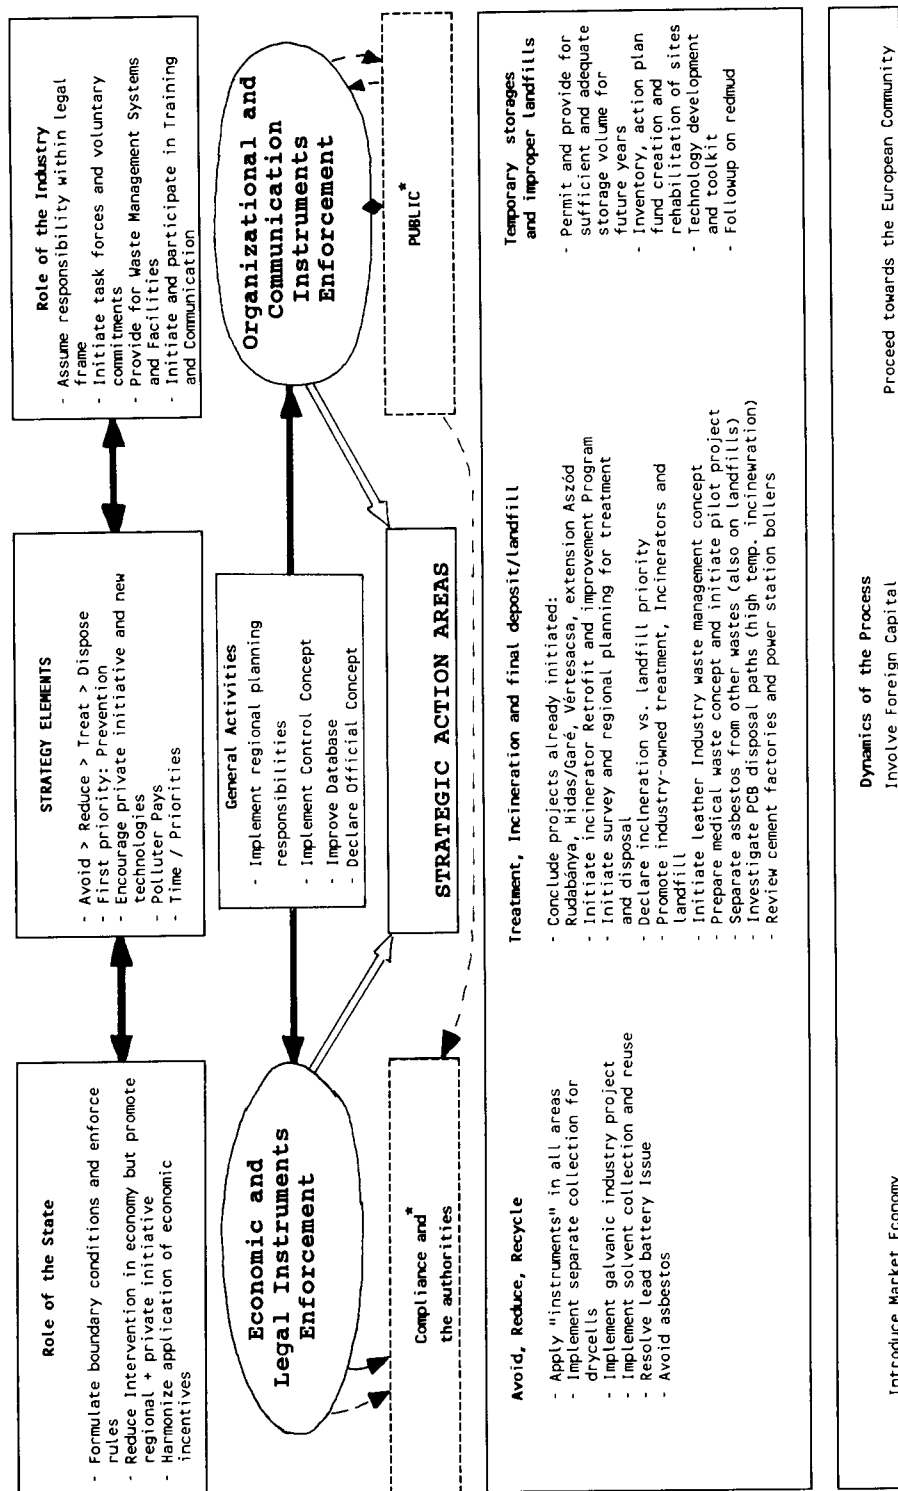 Role of the State
- Formulate boundary conditions and enforce
rules
- Reduce Intervention in economy but promote
regional + private initiative
- Harmonize application of economic
incentives
STRATEGY ELEMENTS
- Avoid > Reduce > Treat > Dispose
- First priority: Prevention
- Encourage private initiative and new
technologies
- Polluter Pays
- Time / Priorities
Role of the Industry
- Assume responsibility within legal
frame
- Initiate task forces and voluntary
commitments
- Provide for Waste Management Systems
and Facilities
- Initiate and participate in Training
and Communication
Economic and
Legal Instruments
Enforcement
General Activities
- Implement regional planning
responsibilities
- Implement Control Concept
- Improve Database
- Declare Official Concept
Organizational and
Communication
Instruments
Enforcement
Compliance and*
the authorities
STRATEGIC ACTION AREAS
PUBLIC*
Avoid, Reduce, Recycle
- Apply "instruments" in all areas
- Implement separate collection for
drycells
- Implement galvanic industry project
- Implement solvent collection and reuse
- Resolve lead battery Issue
- Avoid asbestos
Treatment, Incineration and final deposit/landfill
- Conclude projects already initiated:
Rudabánya, Hidas/Garé, Vértesacsa, extension Aszód
- Initiate incinerator Retrofit and improvement Program
- Initiate survey and regional planning for treatment
and disposal
- Declare inclneration vs. landfill priority
- Promote industry-owned treatment, Incinerators and
landfill
- Initiate leather Industry waste management concept
- Prepare medical waste concept and initiate pilot project
- Separate asbestos from other wastes (also on landfills)
- Investigate PCB disposal paths (high temp. incinewration)
- Review cement factories and power station bollers
Temporary storages
and improper landfills
- Permit and provide for
sufficient and adequate
storage volume for
future years
- Inventory, action plan
fund creation and
rehabilitation of sites
- Technology development
and toolkit
- Followup on redmud
Dynamics of the Process
Introduce Market Economy
Involve Foreign Capital
Proceed towards the European Community